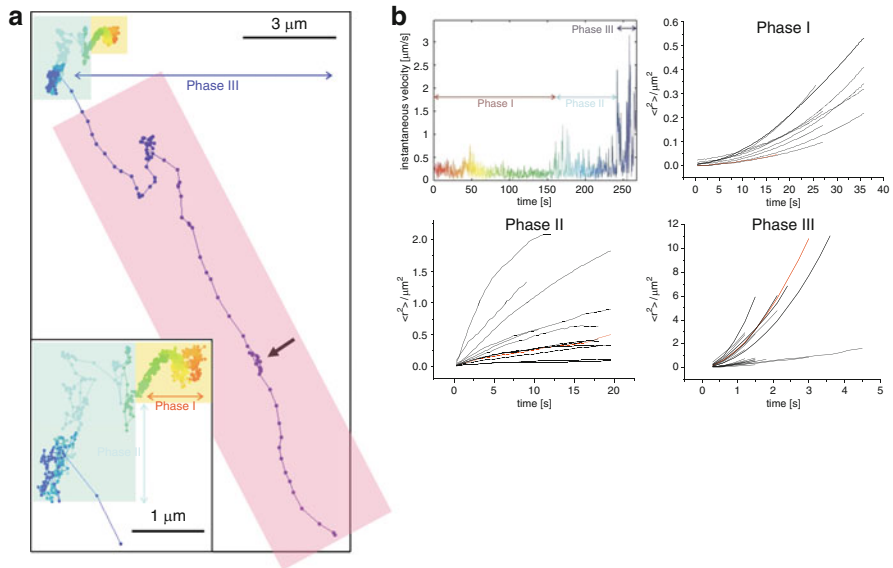 a
3 μm
Phase III
Phase I
Phase II
1 μm
b
instantaneous velocity [μm/s]
3
2.5
2
1.5
1
0.5
0
Phase III
Phase I
Phase II
0 50 100 150 200 250
time [s]
Phase I
<r²>/μm²
0.6
0.5
0.4
0.3
0.2
0.1
0.0
0 5 10 15 20 25 30 35 40
time [s]
Phase II
<r²>/μm²
2.0
1.5
1.0
0.5
0.0
0 5 10 15 20
time [s]
Phase III
<r²>/μm²
12
10
8
6
4
2
0
0 1 2 3 4 5
time [s]